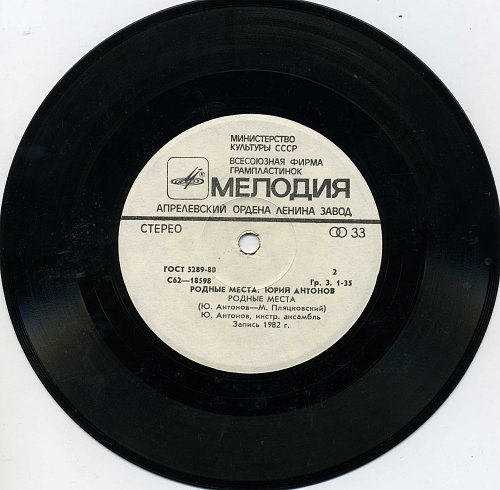 МИНИСТЕРСТВО
КУЛЬТУРЫ СССР
ВСЕСОЮЗНАЯ ФИРМА
ГРАМПЛАСТИНОК
® МЕЛОДИЯ
АПРЕЛЕВСКИЙ ОРДЕНА ЛЕНИНА ЗАВОД
СТЕРЕО 33
ГОСТ 5289-80 2
С62—18598 Гр. 3. 1-35
РОДНЫЕ МЕСТА. ЮРИЙ АНТОНОВ
РОДНЫЕ МЕСТА
(Ю. Антонов—М. Пляцковский)
Ю. Антонов, инстр. ансамбль
Запись 1982 г.